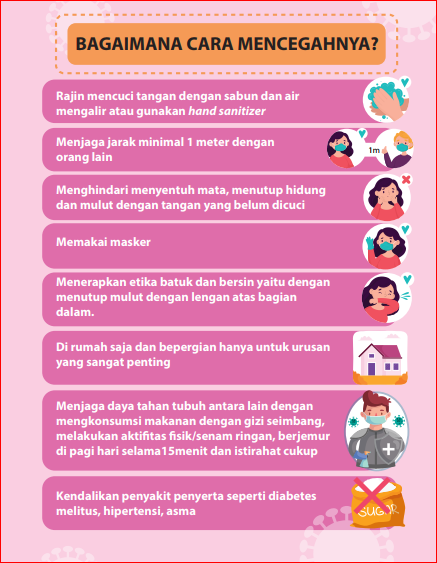 BAGAIMANA CARA MENCEGAHNYA?
Rajin mencuci tangan dengan sabun dan air
mengalir atau gunakan hand sanitizer
Menjaga jarak minimal 1 meter dengan
orang lain
1m
Menghindari menyentuh mata, menutup hidung
dan mulut dengan tangan yang belum dicuci
Memakai masker
Menerapkan etika batuk dan bersin yaitu dengan
menutup mulut dengan lengan atas bagian
dalam.
Di rumah saja dan bepergian hanya untuk urusan
yang sangat penting
Menjaga daya tahan tubuh antara lain dengan
mengkonsumsi makanan dengan gizi seimbang,
melakukan aktifitas fisik/senam ringan, berjemur
di pagi hari selama15menit dan istirahat cukup
Kendalikan penyakit penyerta seperti diabetes
melitus, hipertensi, asma
SUGAR